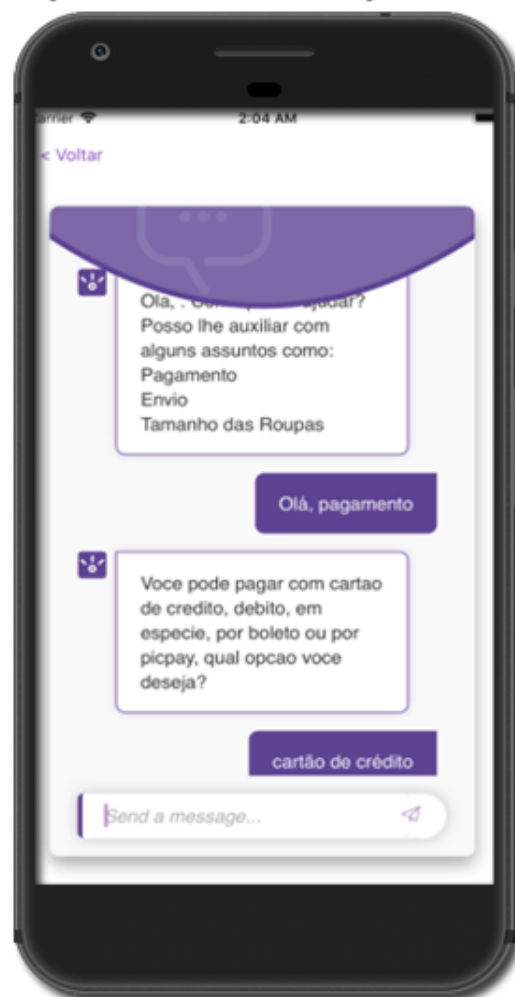 arrier
2:04 AM
< Voltar
Ola, .
Posso lhe auxiliar com
alguns assuntos como:
Pagamento
Envio
Tamanho das Roupas
Olá, pagamento
Voce pode pagar com cartao
de credito, debito, em
especie, por boleto ou por
picpay, qual opcao voce
deseja?
cartão de crédito
Send a message...